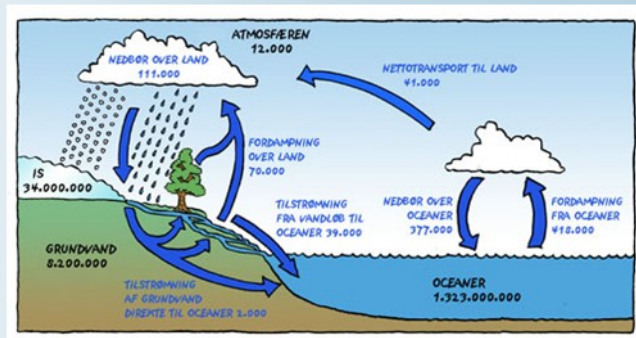 ATMOSFÆREN
12.000
NEDBØR OVER LAND
111.000
NETTOTRANSPORT TIL LAND
41.000
FORDAMPNING
OVER LAND
70.000
IS
34.000.000
TILSTRØMNING
FRA VANDLØB TIL
OCEANER 39.000
NEDBØR OVER
OCEANER
377.000
FORDAMPNING
FRA OCEANER
418.000
GRUNDVAND
8.200.000
OCEANER
1.323.000.000
TILSTRØMNING
AF GRUNDVAND
DIREKTE TIL OCEANER 2.000